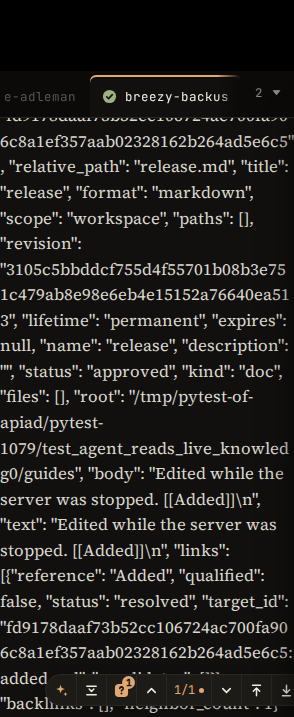 e-adleman
breezy-backus
2
6c8a1ef357aab02328162b264ad5e6c5"
, "relative_path": "release.md", "title":
"release", "format": "markdown",
"scope": "workspace", "paths": [],
"revision":
"3105c5bbddcf755d4f55701b08b3e75
1c479ab8e98e6eb4e15152a76640ea51
3", "lifetime": "permanent", "expires":
null, "name": "release", "description":
"", "status": "approved", "kind": "doc",
"files": [], "root": "/tmp/pytest-of-
apiad/pytest-
1079/test_agent_reads_live_knowled
g0/guides", "body": "Edited while the
server was stopped. [[Added]]\n",
"text": "Edited while the server was
stopped. [[Added]]\n", "links":
[{"reference": "Added", "qualified":
false, "status": "resolved", "target_id":
"fd9178daaf73b52cc106724ac700fa90
6c8a1ef357aab02328162b264ad5e6c5:
1/1
1